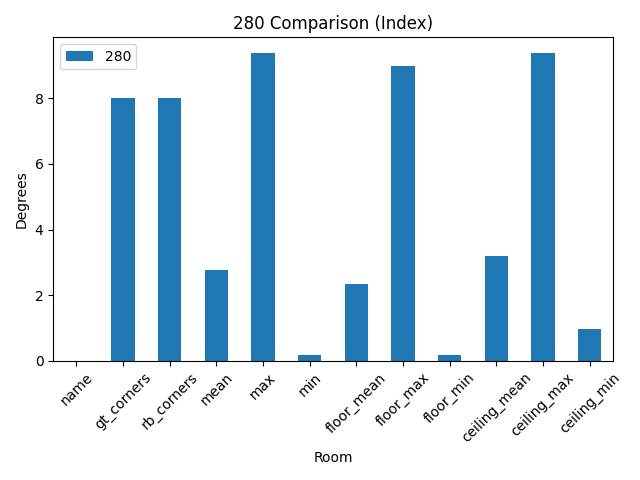 280 Comparison (Index)
280
Degrees
8
6
4
2
0
name
gt_corners
rb_corners
mean
max
min
floor_mean
floor_max
floor_min
ceiling_mean
ceiling_max
ceiling_min
Room